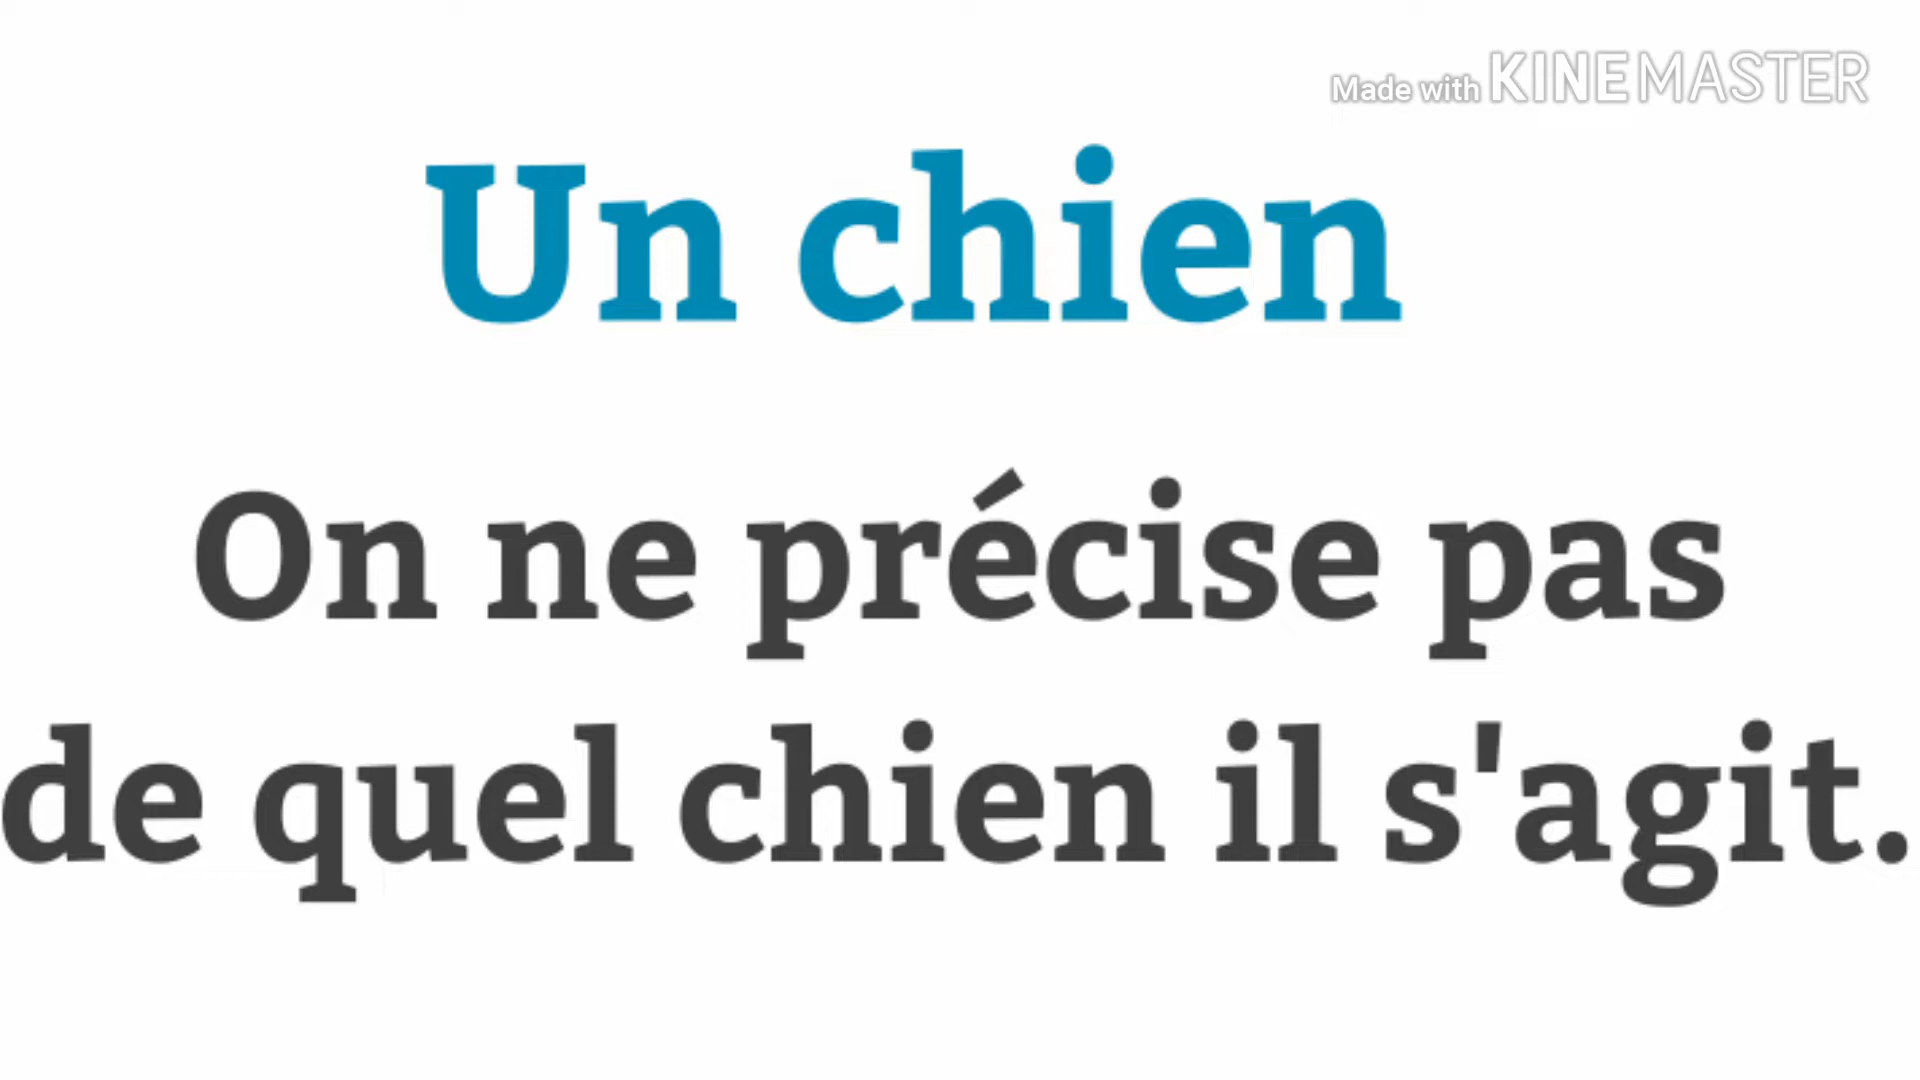 Made with KINEMASTER
Un chien
On ne précise pas
de quel chien il s'agit.